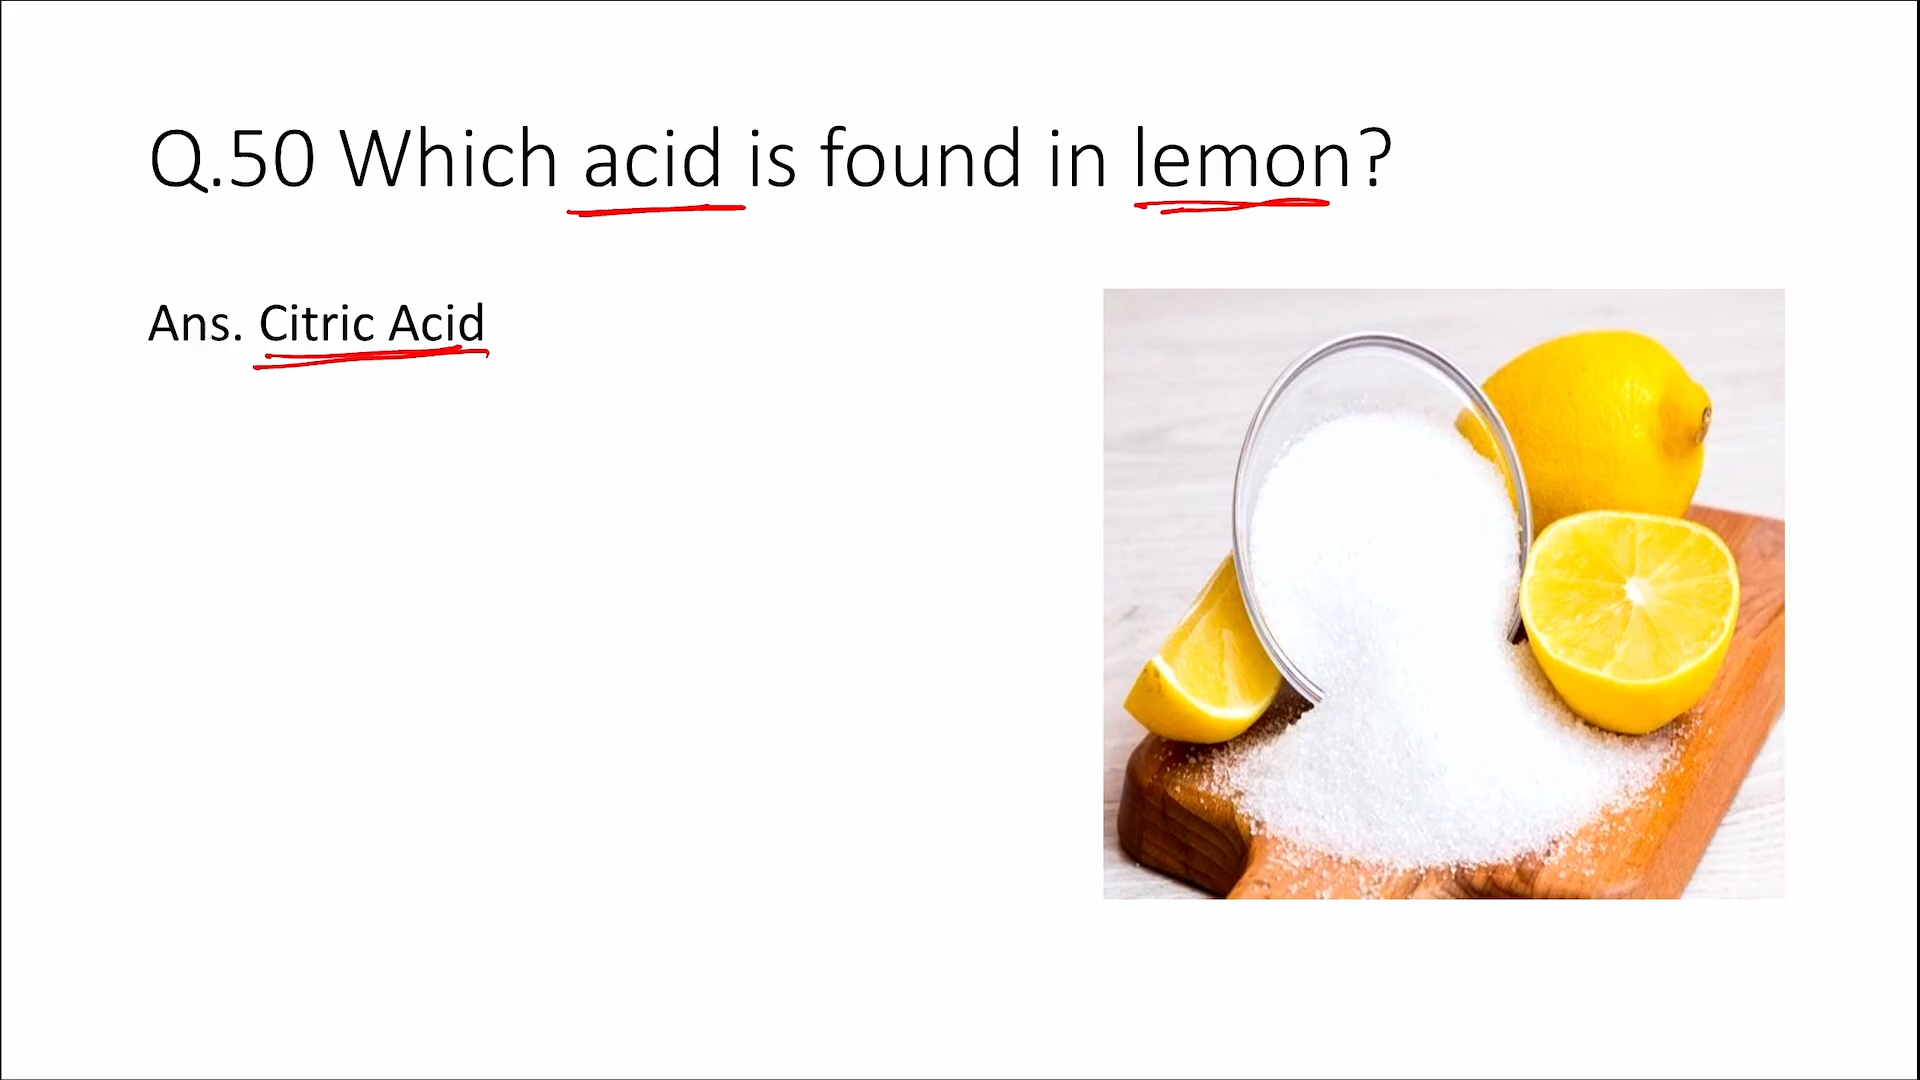 Q.50 Which acid is found in lemon?
Ans. Citric Acid